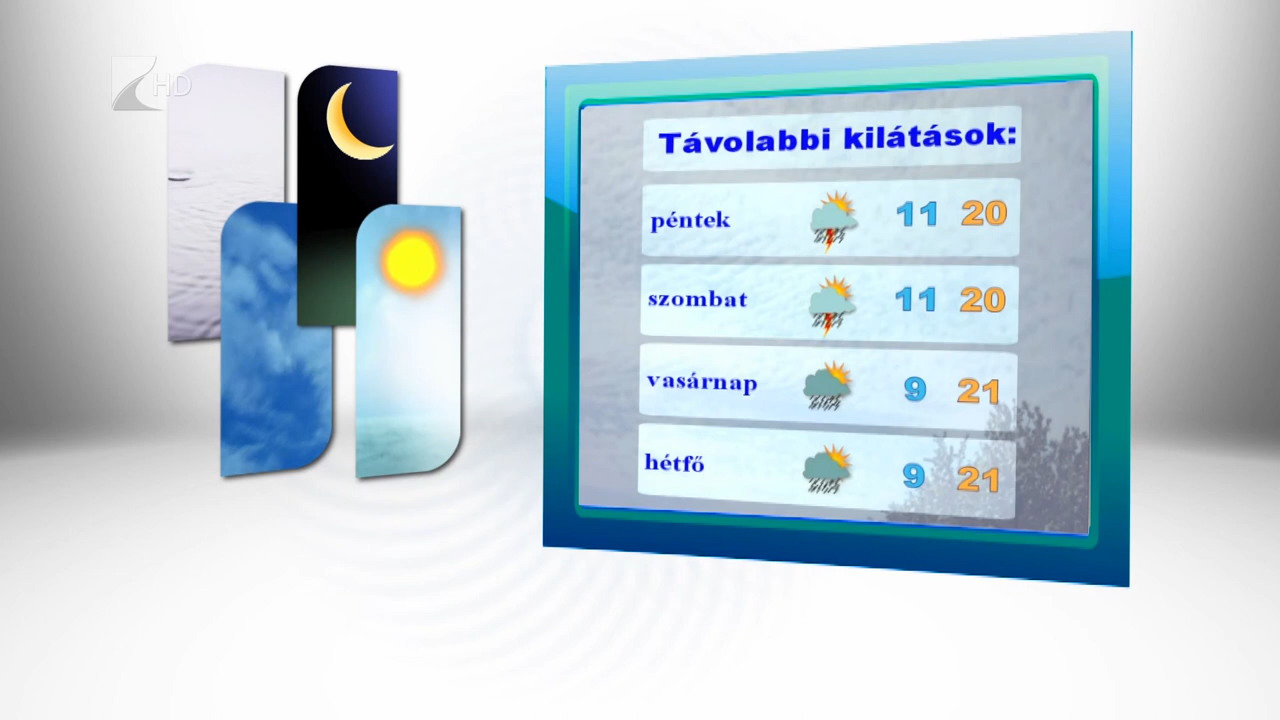 HD
Távolabbi kilátások:
péntek 11 20
szombat 11 20
vasárnap 9 21
hétfő 9 21